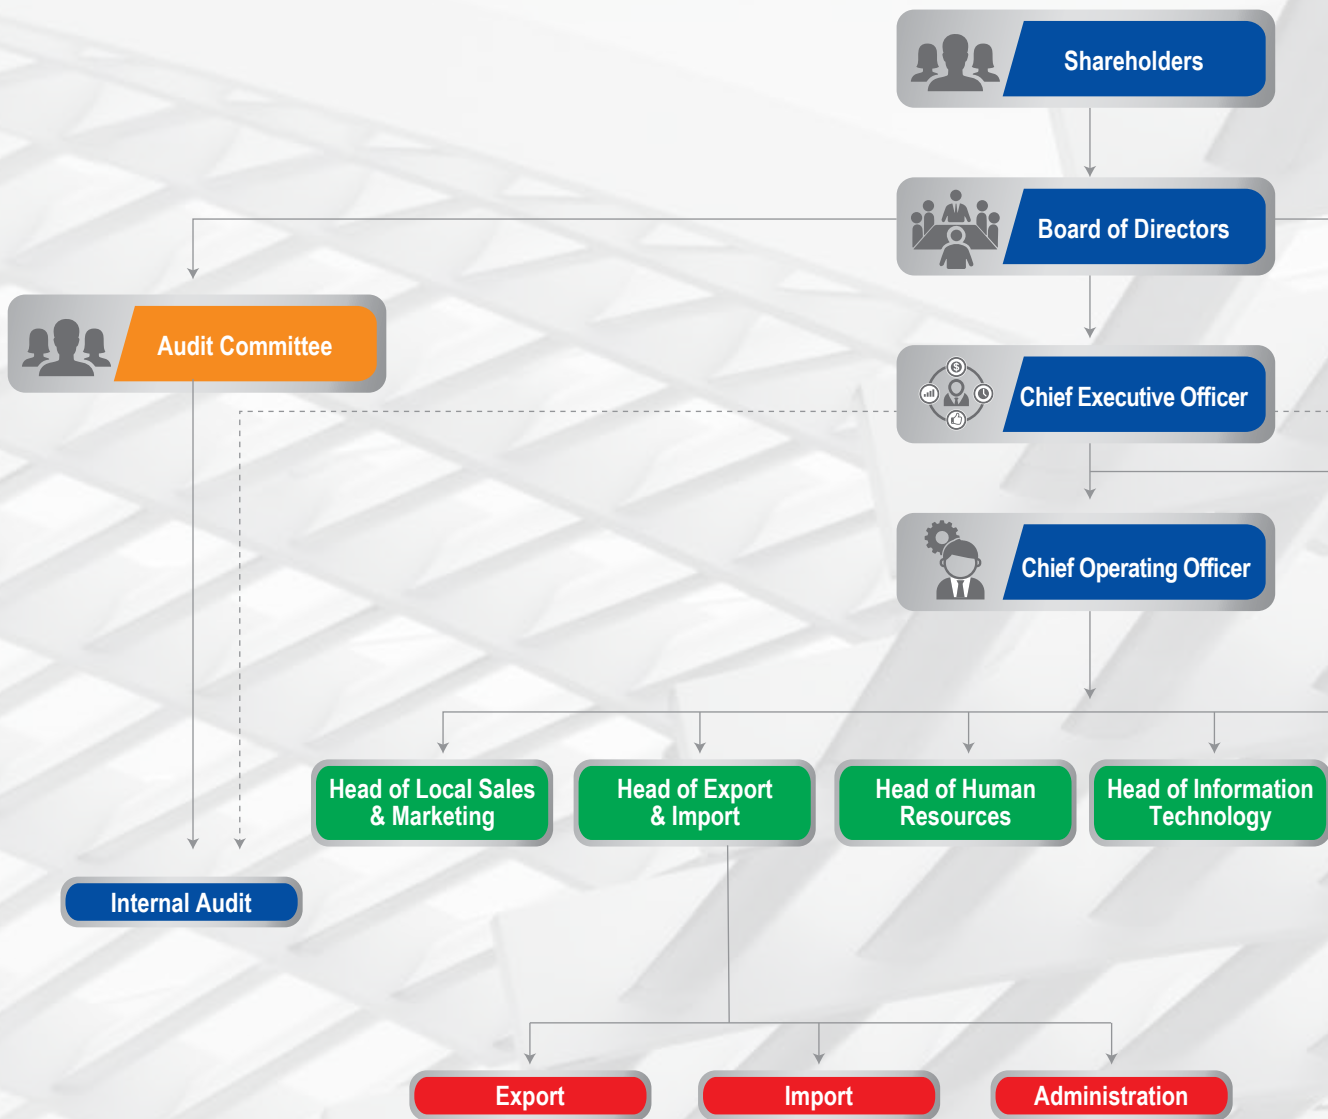 Shareholders
Board of Directors
Audit Committee
Chief Executive Officer
Chief Operating Officer
Head of Local Sales
& Marketing
Head of Export
& Import
Head of Human
Resources
Head of Information
Technology
Internal Audit
Export
Import
Administration